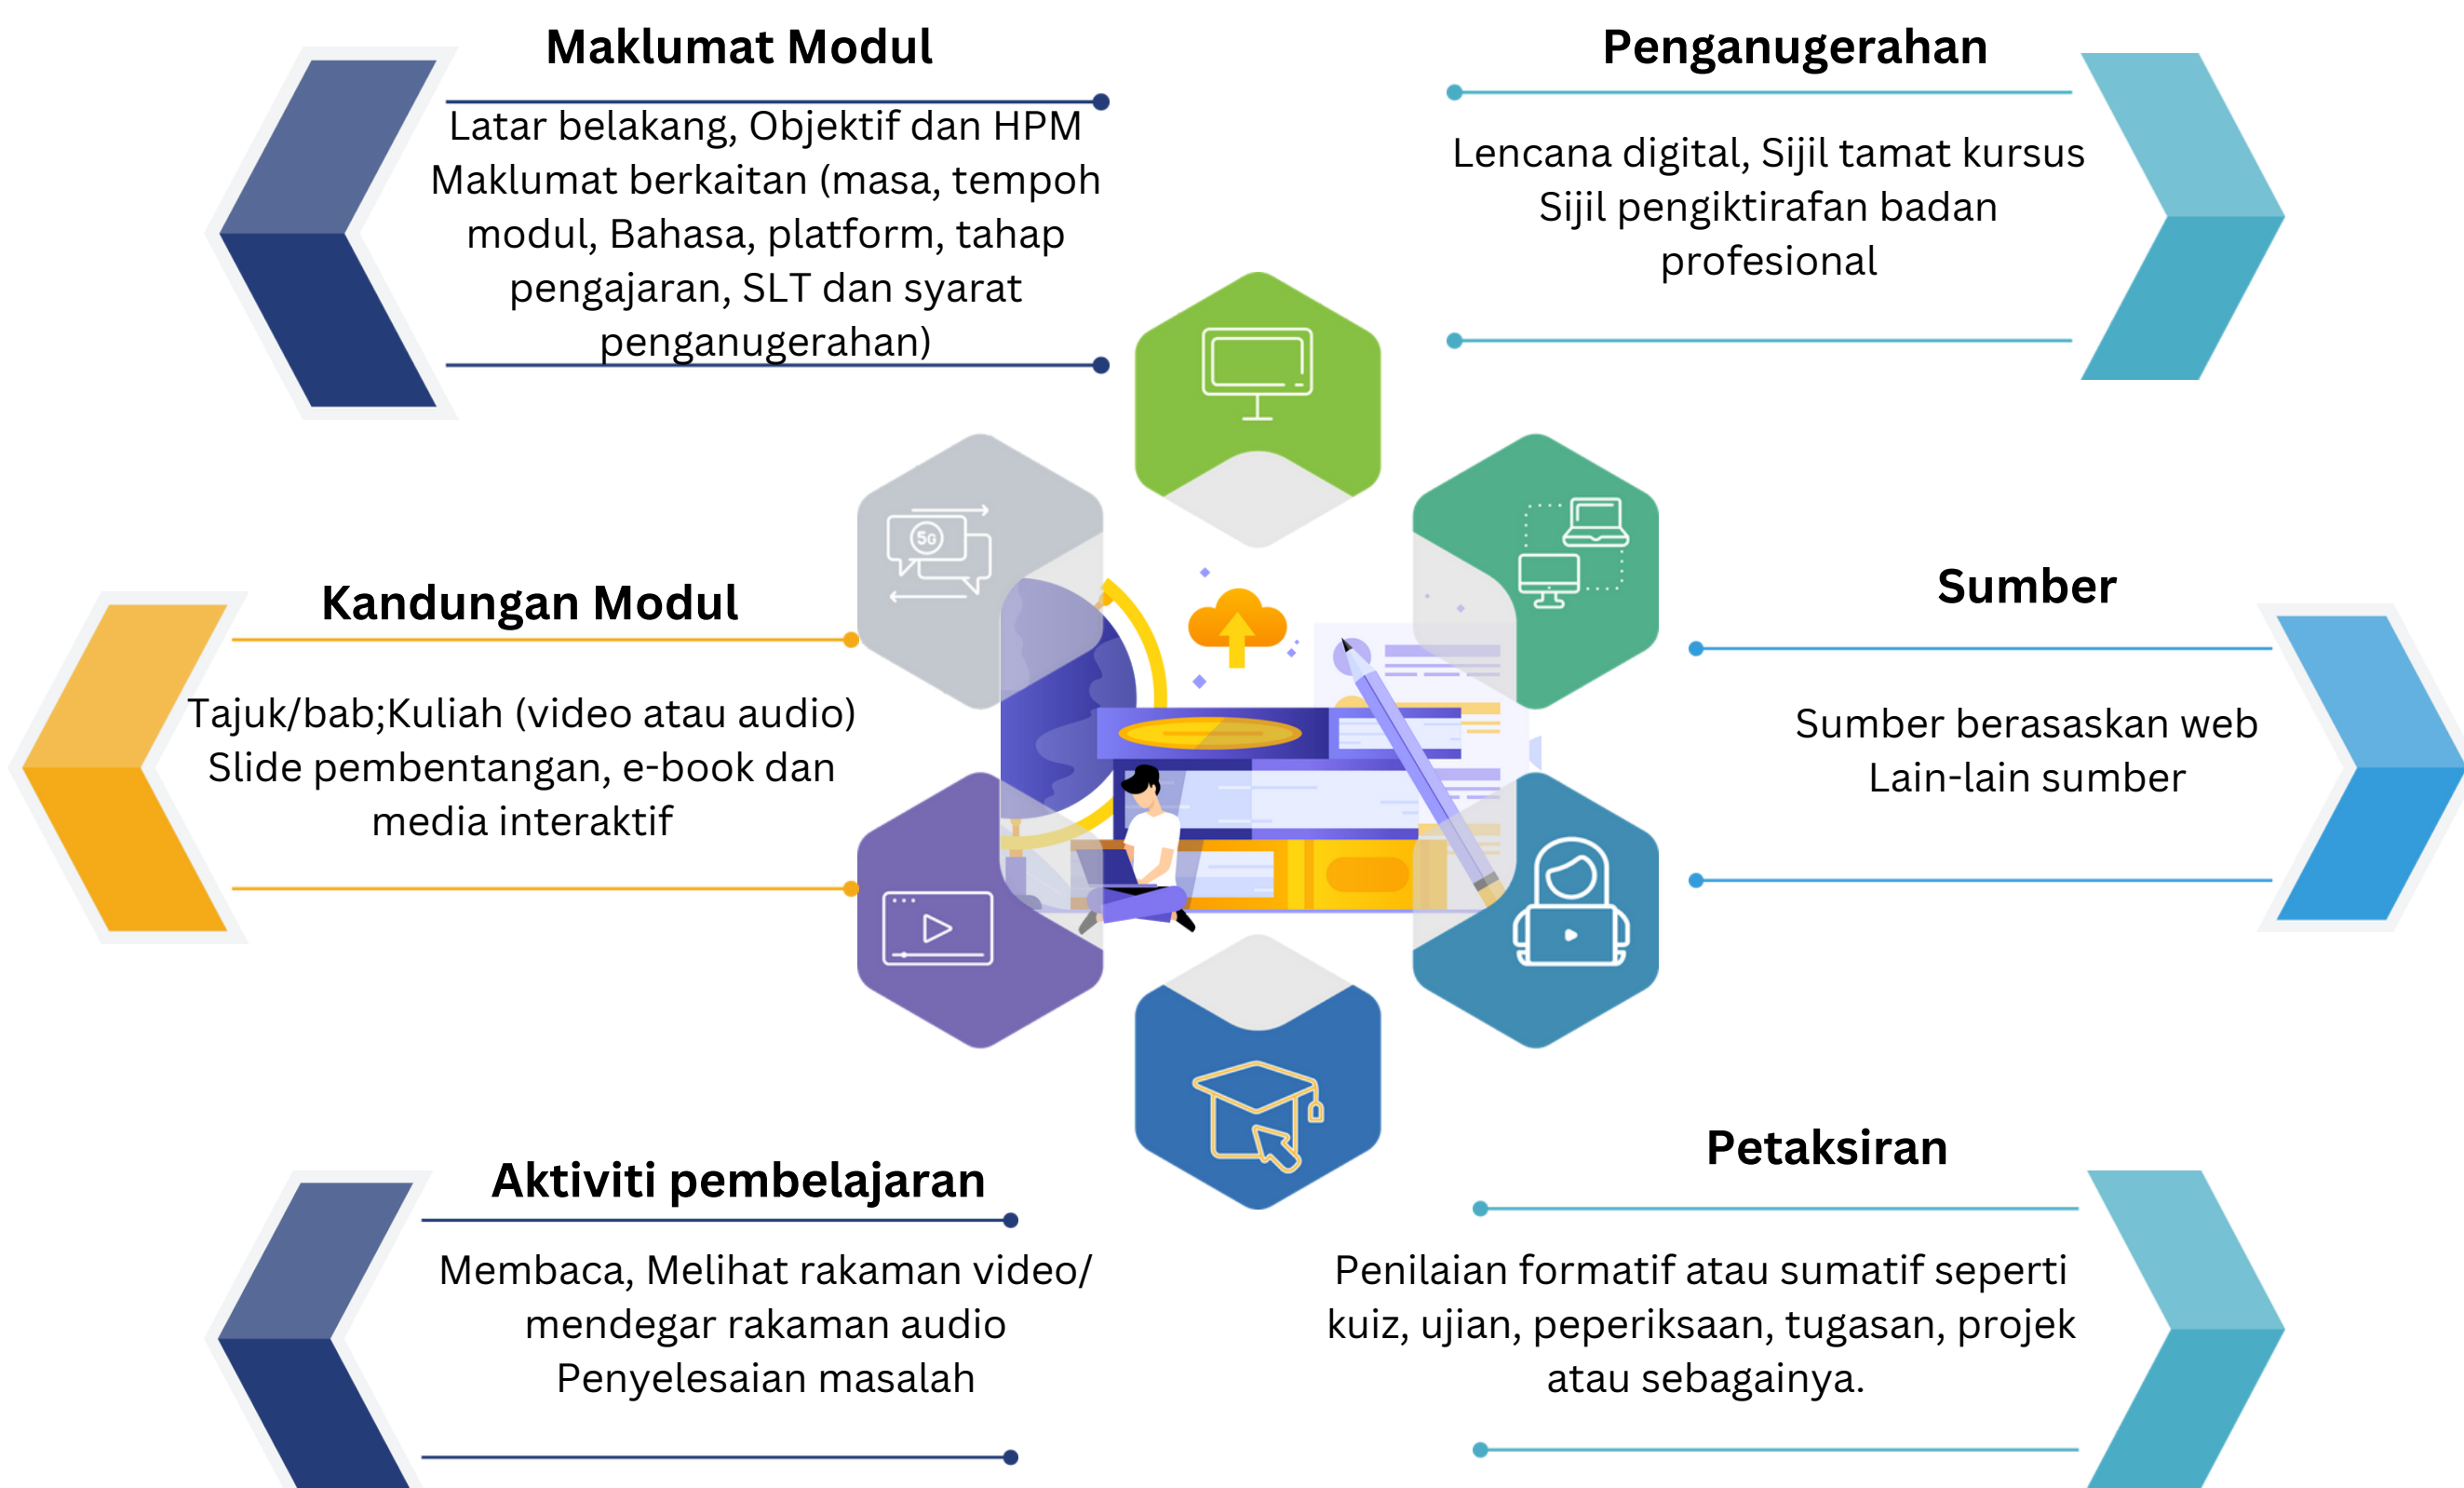 Maklumat Modul
Latar belakang, Objektif dan HPM
Maklumat berkaitan (masa, tempoh
modul, Bahasa, platform, tahap
pengajaran, SLT dan syarat
penganugerahan)
Penganugerahan
Lencana digital, Sijil tamat kursus
Sijil pengiktirafan badan
profesional
5G
Kandungan Modul
Tajuk/bab;Kuliah (video atau audio)
Slide pembentangan, e-book dan
media interaktif
Sumber
Sumber berasaskan web
Lain-lain sumber
Aktiviti pembelajaran
Membaca, Melihat rakaman video/
mendegar rakaman audio
Penyelesaian masalah
Petaksiran
Penilaian formatif atau sumatif seperti
kuiz, ujian, peperiksaan, tugasan, projek
atau sebagainya.